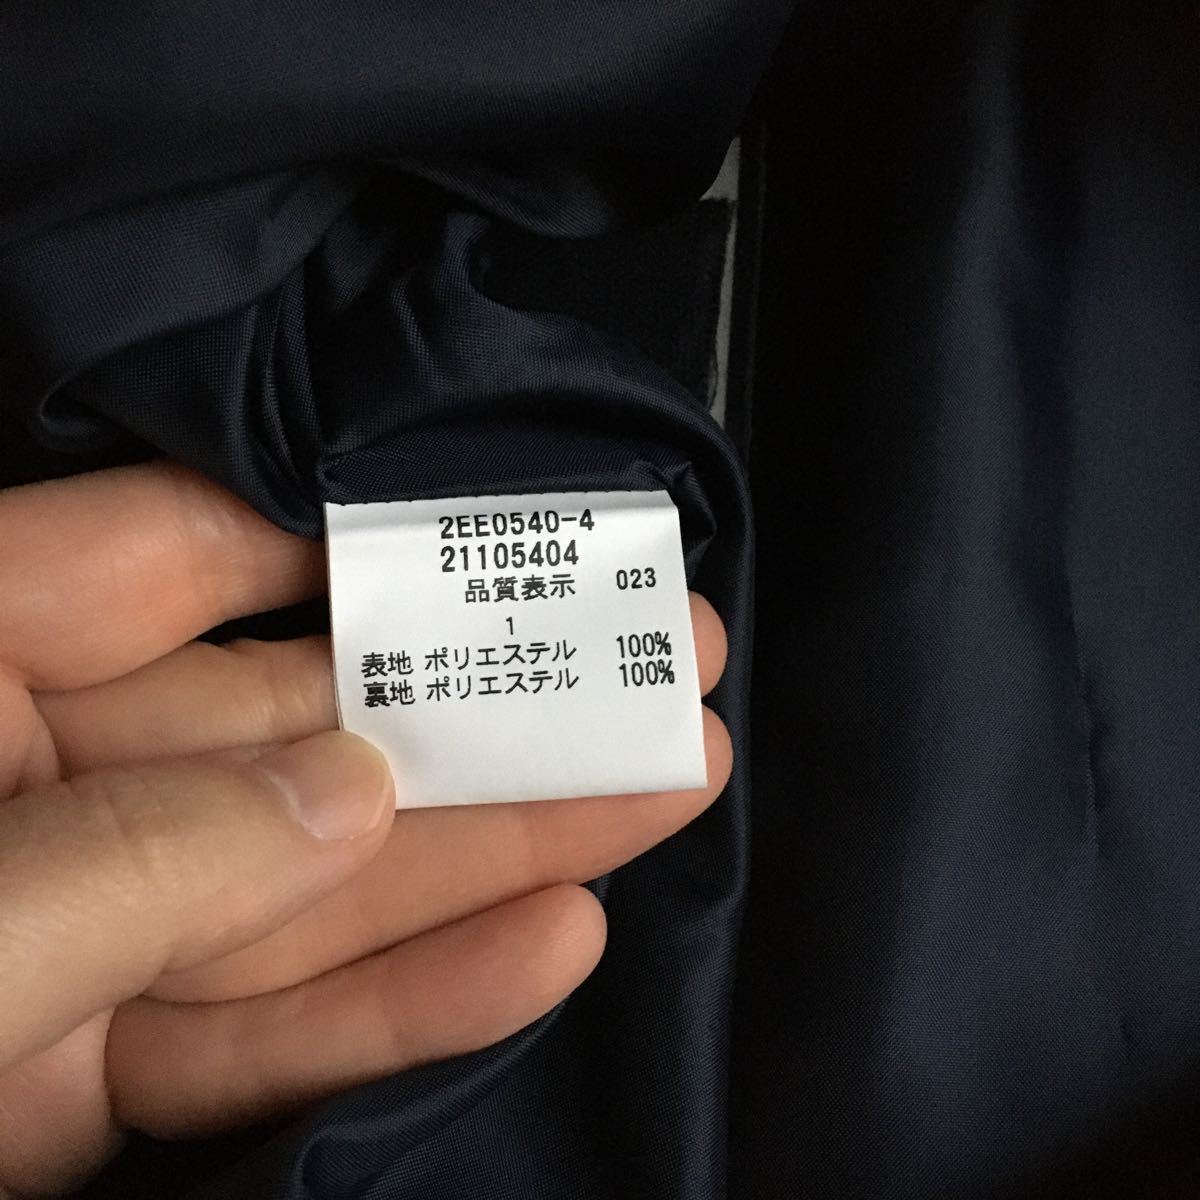 2EE0540-4
21105404
品質表示 023
1
表地 ポリエステル 100%
裏地 ポリエステル 100%